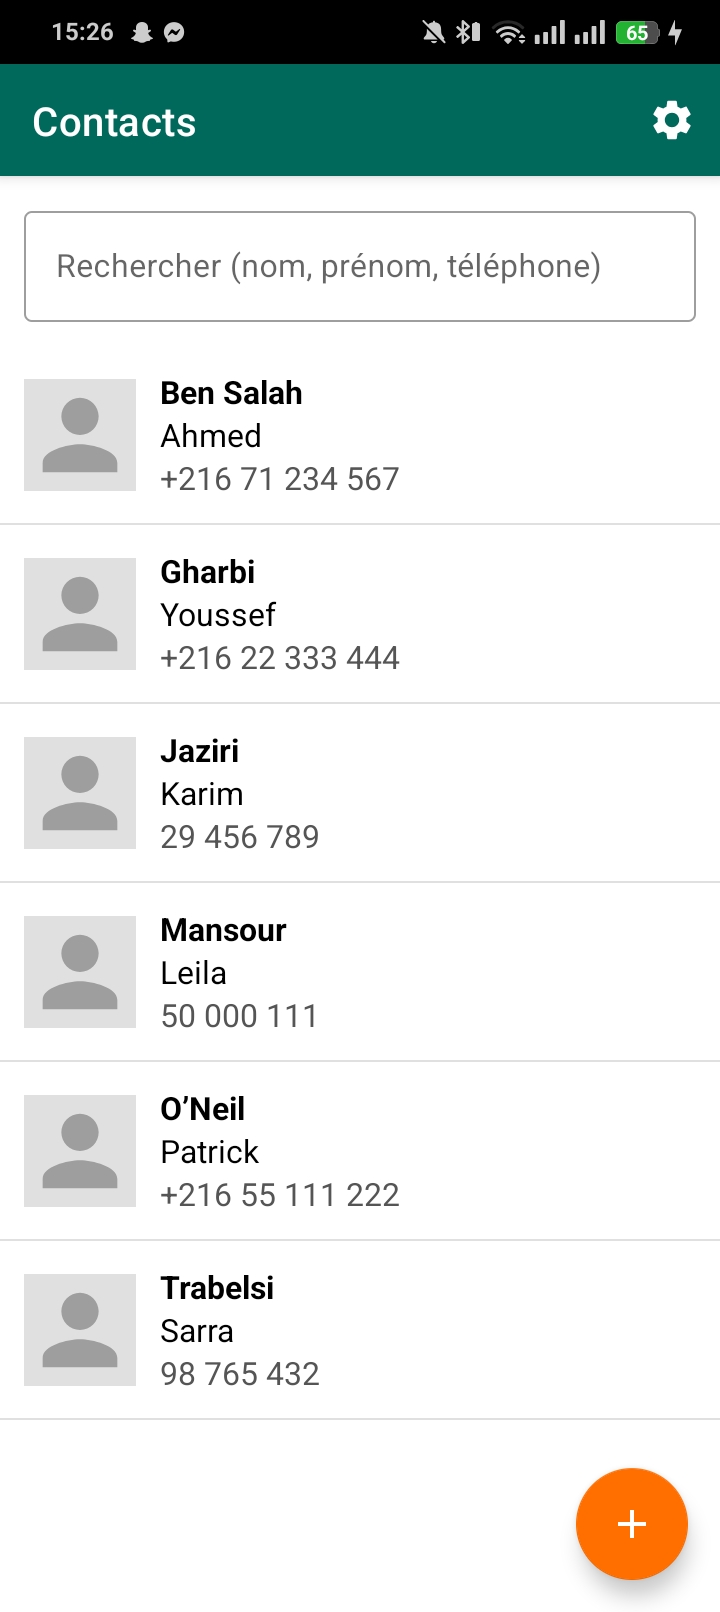 15:26
65
Contacts
Rechercher (nom, prénom, téléphone)
Ben Salah
Ahmed
+216 71 234 567
Gharbi
Youssef
+216 22 333 444
Jaziri
Karim
29 456 789
Mansour
Leila
50 000 111
O’Neil
Patrick
+216 55 111 222
Trabelsi
Sarra
98 765 432
+